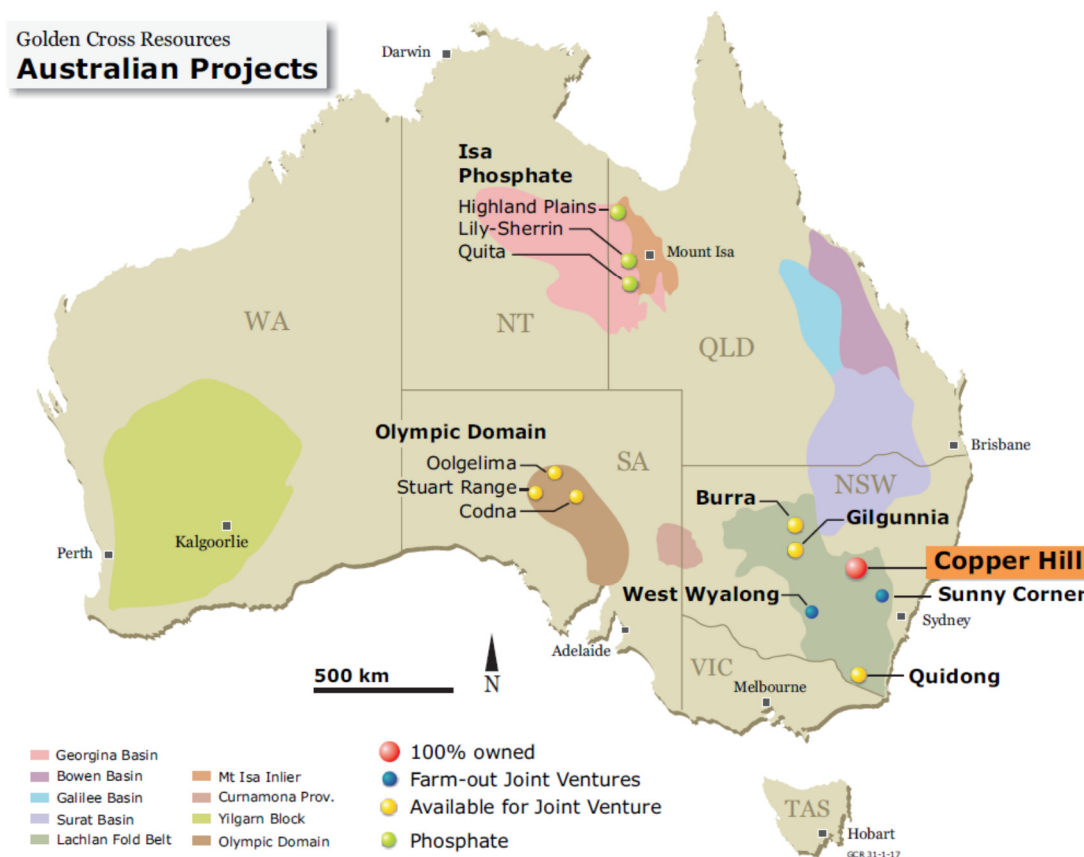 Golden Cross Resources
Australian Projects
Darwin
Isa
Phosphate
Highland Plains
Lily-Sherrin
Quita
Mount Isa
WA
NT
QLD
Olympic Domain
Oolgelima
Stuart Range
Codna
SA
Brisbane
NSW
Burra
Gilgunnia
Kalgoorlie
Perth
Copper Hill
West Wyalong
Sunny Corner
Sydney
Adelaide
500 km
N
VIC
Melbourne
Quidong
Georgina Basin
Bowen Basin
Galilee Basin
Surat Basin
Lachlan Fold Belt
Mt Isa Inlier
Curnamona Prov.
Yilgarn Block
Olympic Domain
100% owned
Farm-out Joint Ventures
Available for Joint Venture
Phosphate
TAS
Hobart
GCR 31-1-17